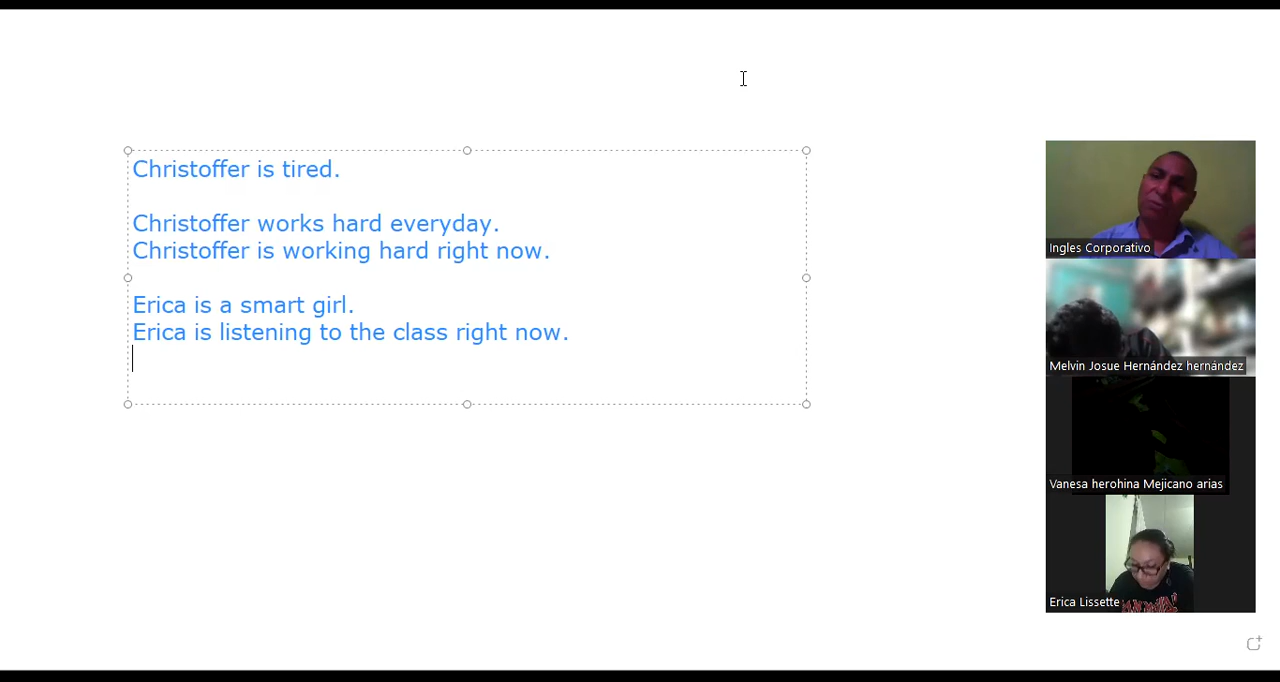 Christoffer is tired.
Christoffer works hard everyday.
Christoffer is working hard right now.
Erica is a smart girl.
Erica is listening to the class right now.
Ingles Corporativo
Melvin Josue Hernández hernández
Vanesa herohina Mejicano arias
Erica Lissette